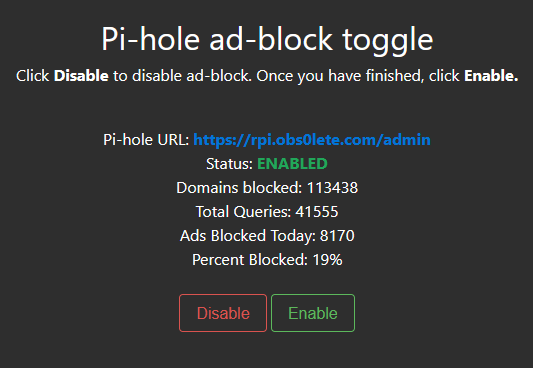 Pi-hole ad-block toggle
Click Disable to disable ad-block. Once you have finished, click Enable.
Pi-hole URL: https://rpi.obs0lete.com/admin
Status: ENABLED
Domains blocked: 113438
Total Queries: 41555
Ads Blocked Today: 8170
Percent Blocked: 19%
Disable Enable